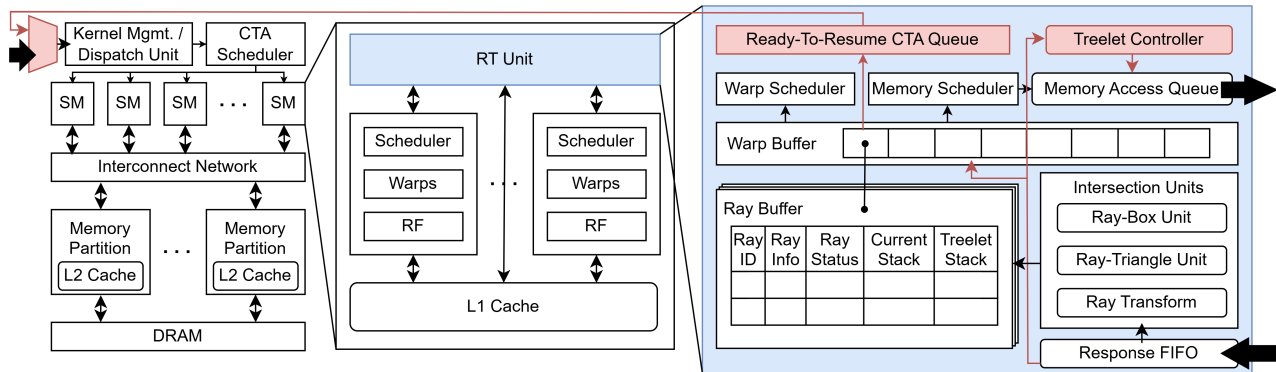 Kernel Mgmt. /
Dispatch Unit
CTA
Scheduler
SM
SM
SM
. . .
SM
Interconnect Network
Memory
Partition
L2 Cache
. . .
Memory
Partition
L2 Cache
DRAM
RT Unit
Scheduler
Warps
RF
. . .
Scheduler
Warps
RF
L1 Cache
Ready-To-Resume CTA Queue
Treelet Controller
Warp Scheduler
Memory Scheduler
Memory Access Queue
Warp Buffer
Ray Buffer
Ray
ID
Ray
Info
Ray
Status
Current
Stack
Treelet
Stack
Intersection Units
Ray-Box Unit
Ray-Triangle Unit
Ray Transform
Response FIFO